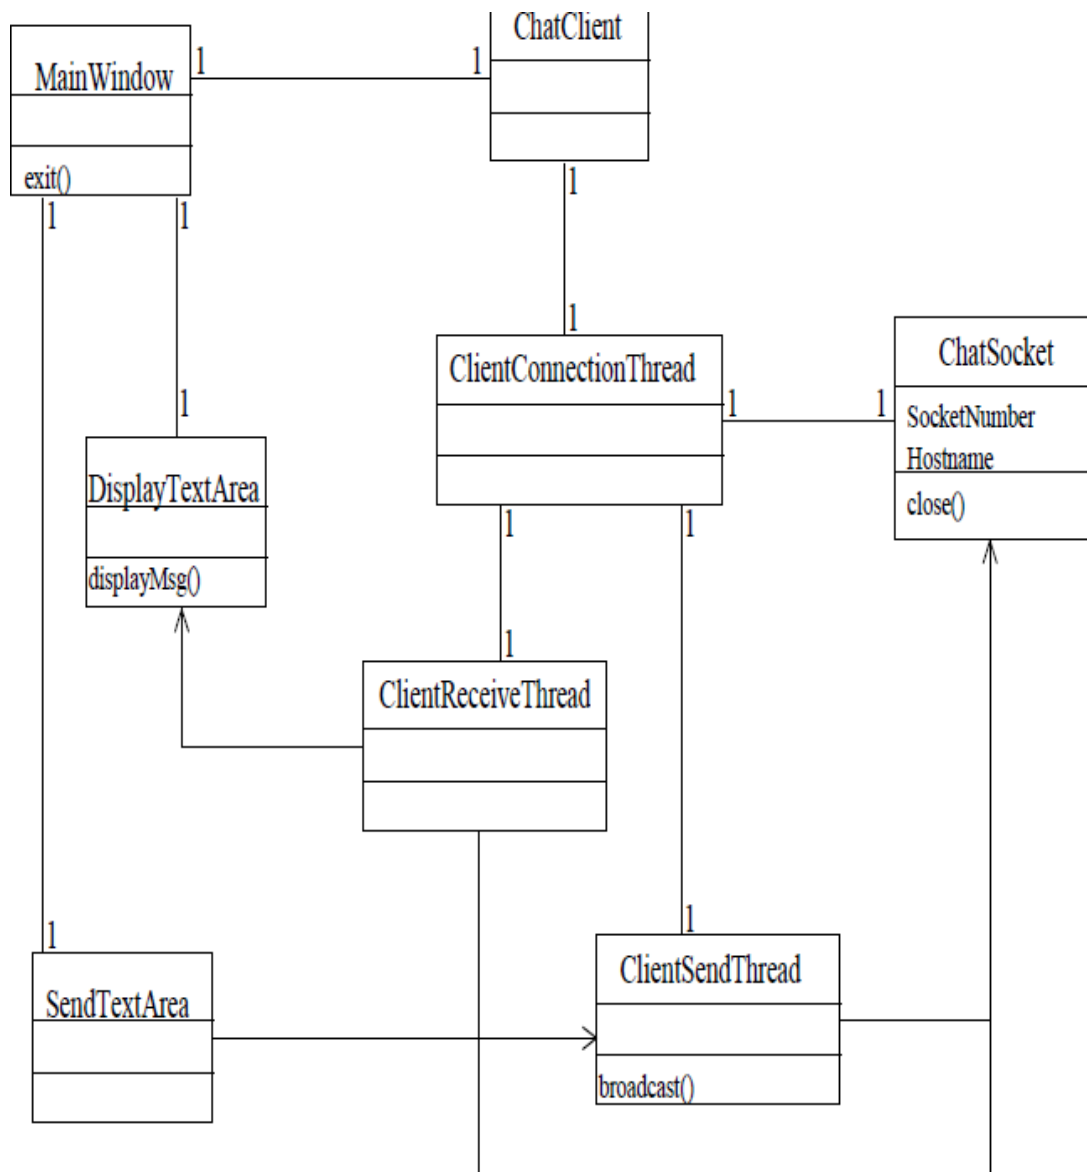 ChatClient
MainWindow
1
1
exit()
1
1
1
1
ChatSocket
ClientConnectionThread
1
1
1
SocketNumber
Hostname
DisplayTextArea
close()
1
1
displayMsg()
1
ClientReceiveThread
1
1
ClientSendThread
SendTextArea
broadcast()